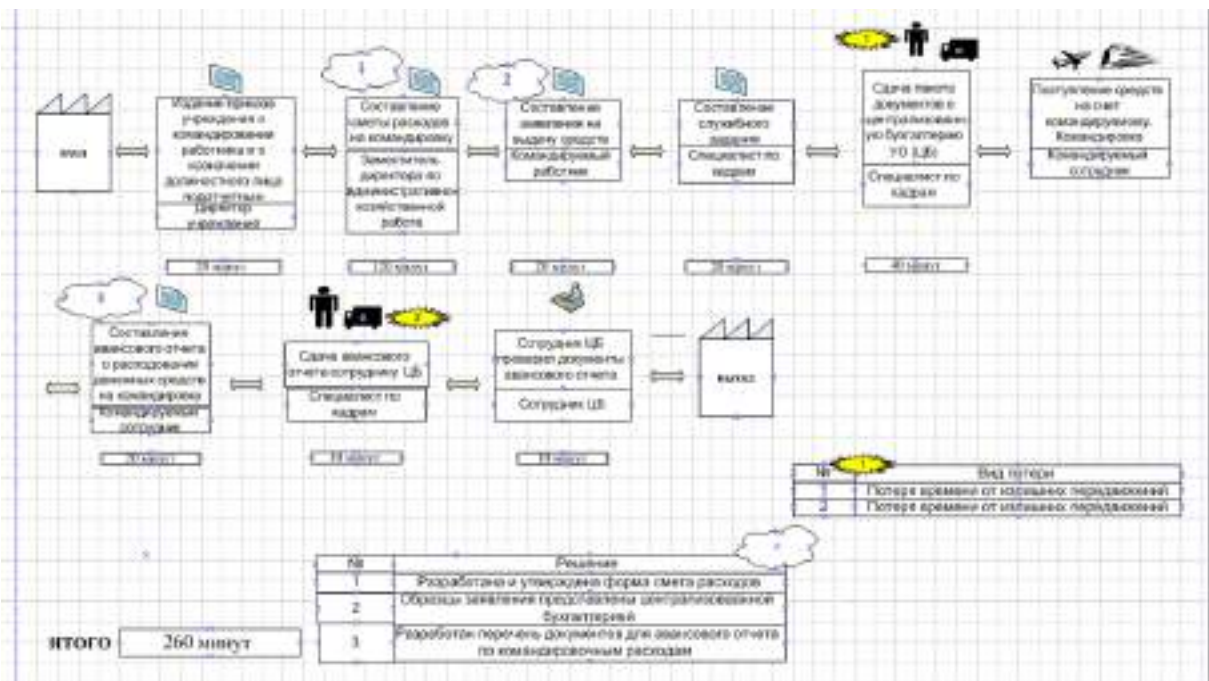 1
2
1
вход
Издание приказа
учреждения о
командировании
работника и о
назначении
должностного лица
подотчетным
Директор
учреждения
Составление
сметы расходов
на командировку
Заместитель
директора по
административно-
хозяйственной
работе
Составление
заявления на
выдачу средств
Командируемый
работник
Составление
служебного
задания
Специалист по
кадрам
Сдача пакета
документов в
централизованн
ую бухгалтерию
УО (ЦБ)
Специалист по
кадрам
Поступление средств
на счет
командируемому.
Командировка
Командируемый
сотрудник
120 минут
20 минут
20 минут
40 минут
3
2
Составление
авансового отчета
о расходовании
денежных средств
на командировку
Командируемый
сотрудник
Сдача авансового
отчета сотруднику ЦБ
Специалист по
кадрам
Сотрудник ЦБ
проверяет документы
авансового отчета
Сотрудник ЦБ
выход
20 минут
10 минут
10 минут
№ 1 Вид потери
1 Потеря времени от излишних передвижений
2 Потеря времени от излишних передвижений
№ Решение
1 Разработана и утверждена форма смета расходов
2 Образцы заявления представлены централизованной
бухгалтерией
3 Разработан перечень документов для авансового отчета
по командировочным расходам
ИТОГО 260 минут